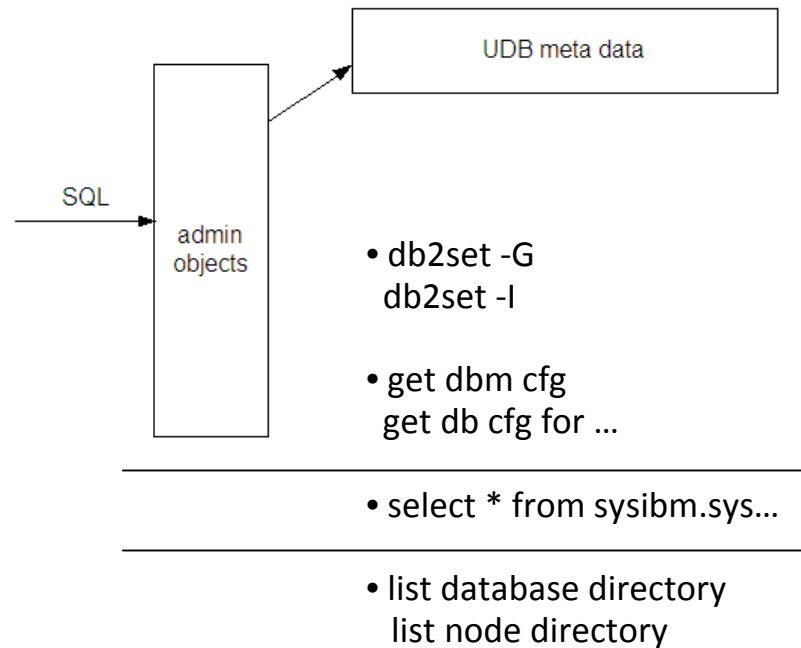 UDB meta data
SQL
admin
objects
• db2set -G
db2set -I
• get dbm cfg
get db cfg for ...
• select * from sysibm.sys...
• list database directory
list node directory